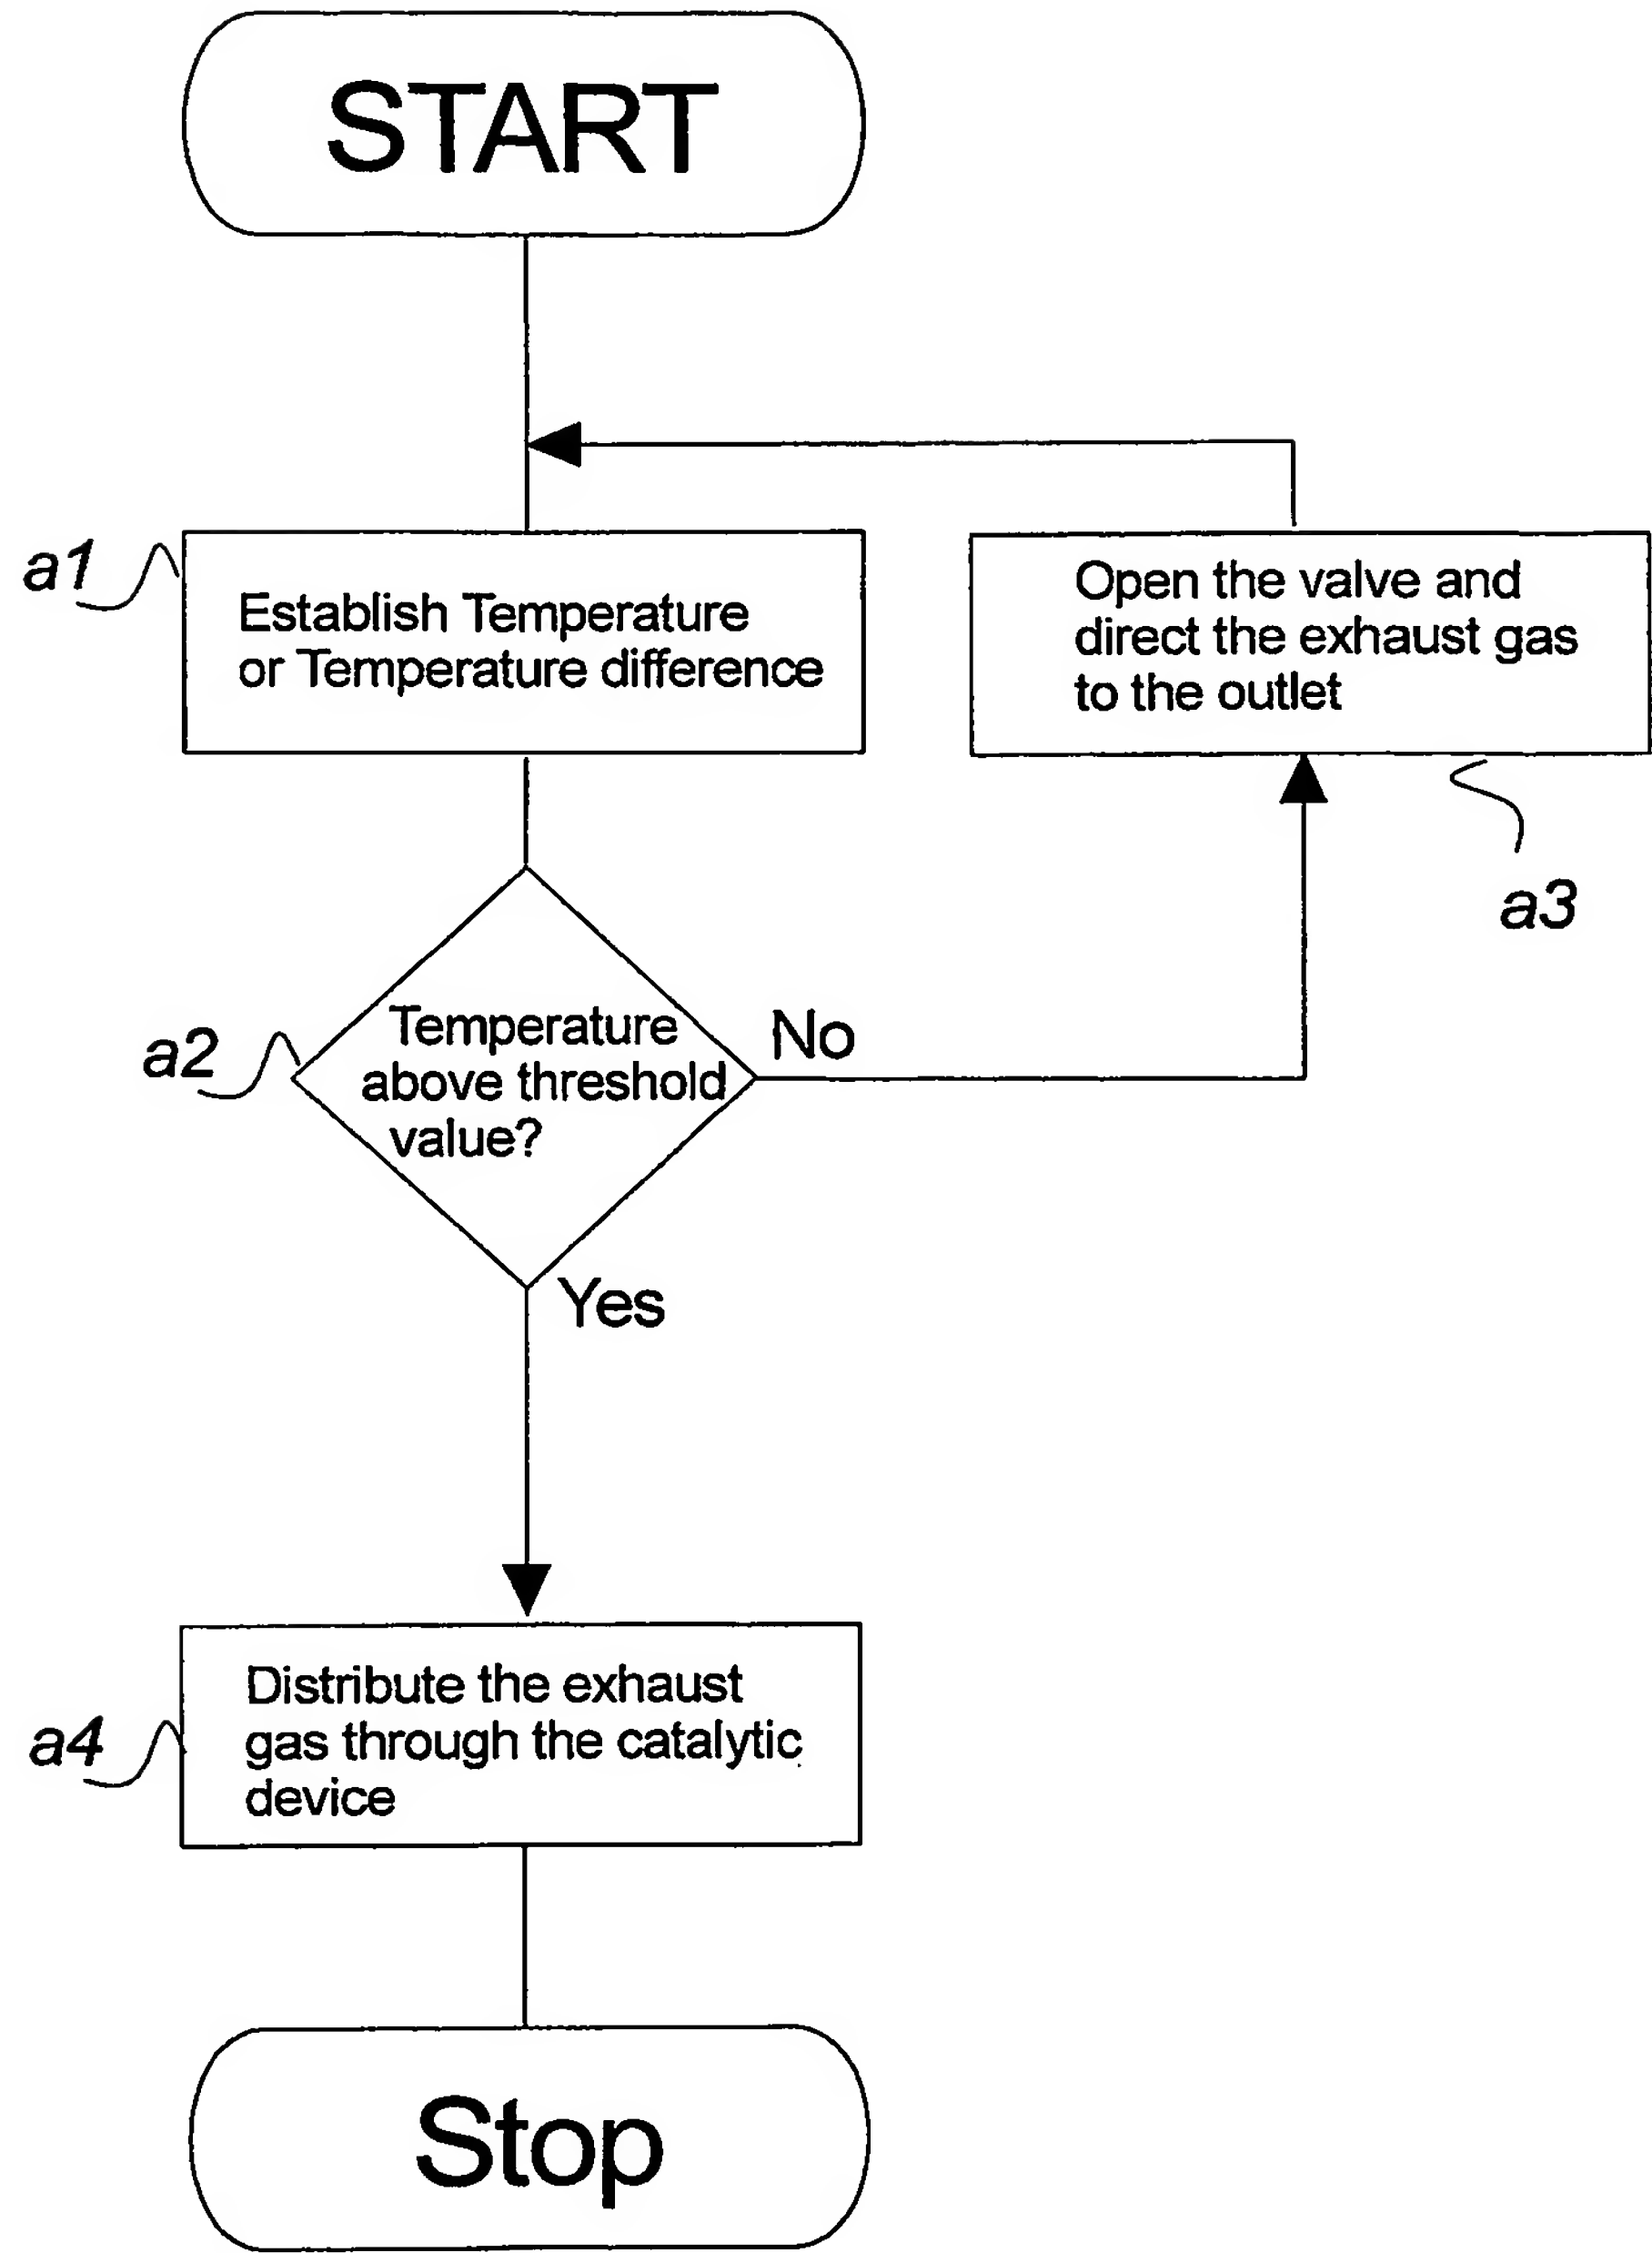 START
a1
Establish Temperature
or Temperature difference
Open the valve and
direct the exhaust gas
to the outlet
a3
a2
Temperature
above threshold
value?
No
Yes
a4
Distribute the exhaust
gas through the catalytic
device
Stop